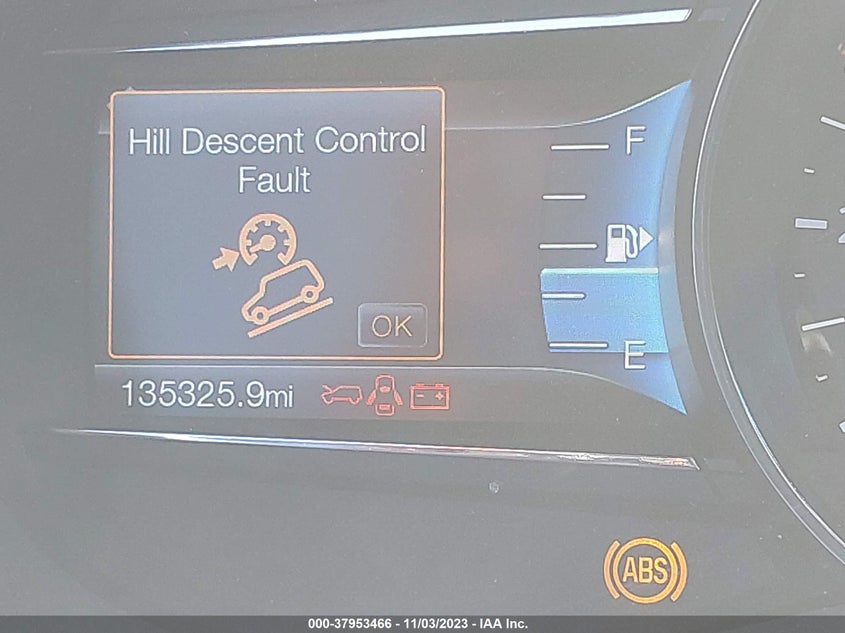 Hill Descent Control
Fault
OK
F
E
135325.9mi
ABS
000-37953466 - 11/03/2023 - IAA Inc.